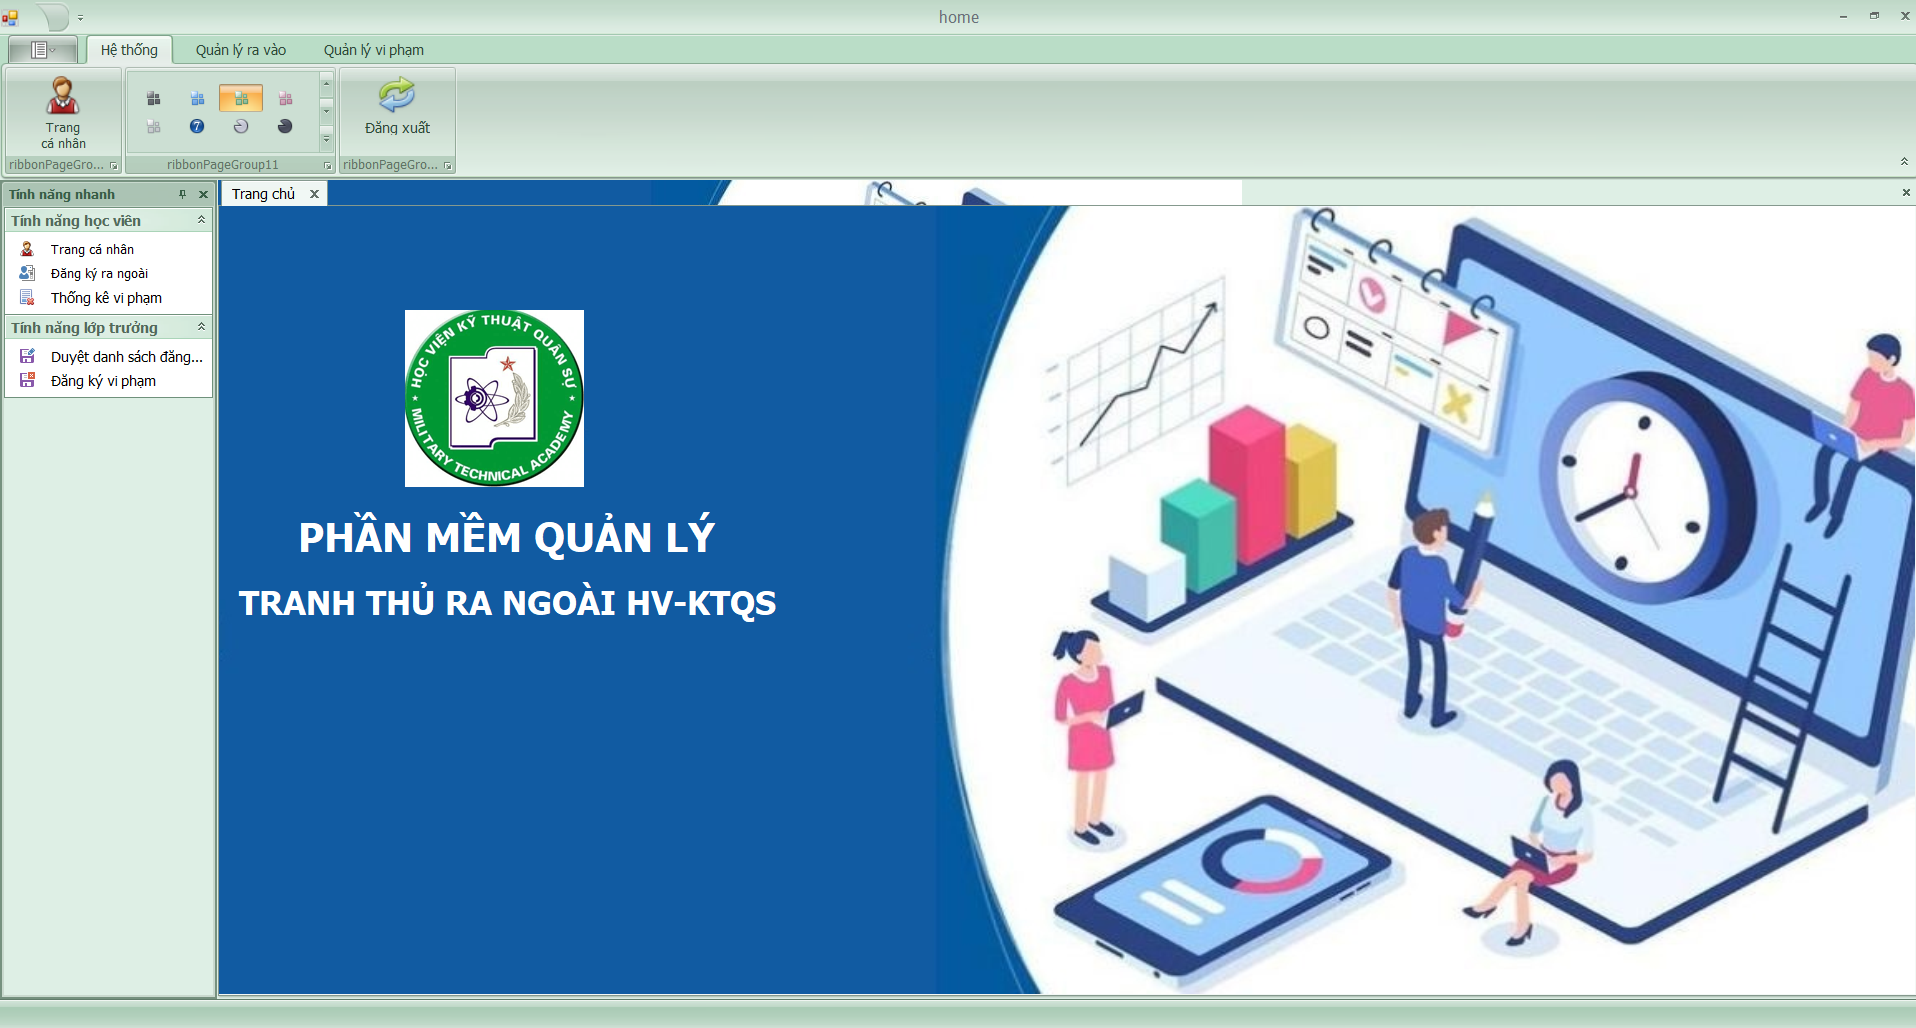 home
Hệ thống
Quản lý ra vào
Quản lý vi phạm
Trang
cá nhân
7
Đăng xuất
ribbonPageGro...
ribbonPageGroup11
ribbonPageGro...
Tính năng nhanh
Tính năng học viên
Trang cá nhân
Đăng ký ra ngoài
Thống kê vi phạm
Tính năng lớp trưởng
Duyệt danh sách đăng...
Đăng ký vi phạm
Trang chủ
HỌC VIỆN KỸ THUẬT QUÂN SỰ
MILITARY TECHNICAL ACADEMY
PHẦN MỀM QUẢN LÝ
TRANH THỦ RA NGOÀI HV-KTQS